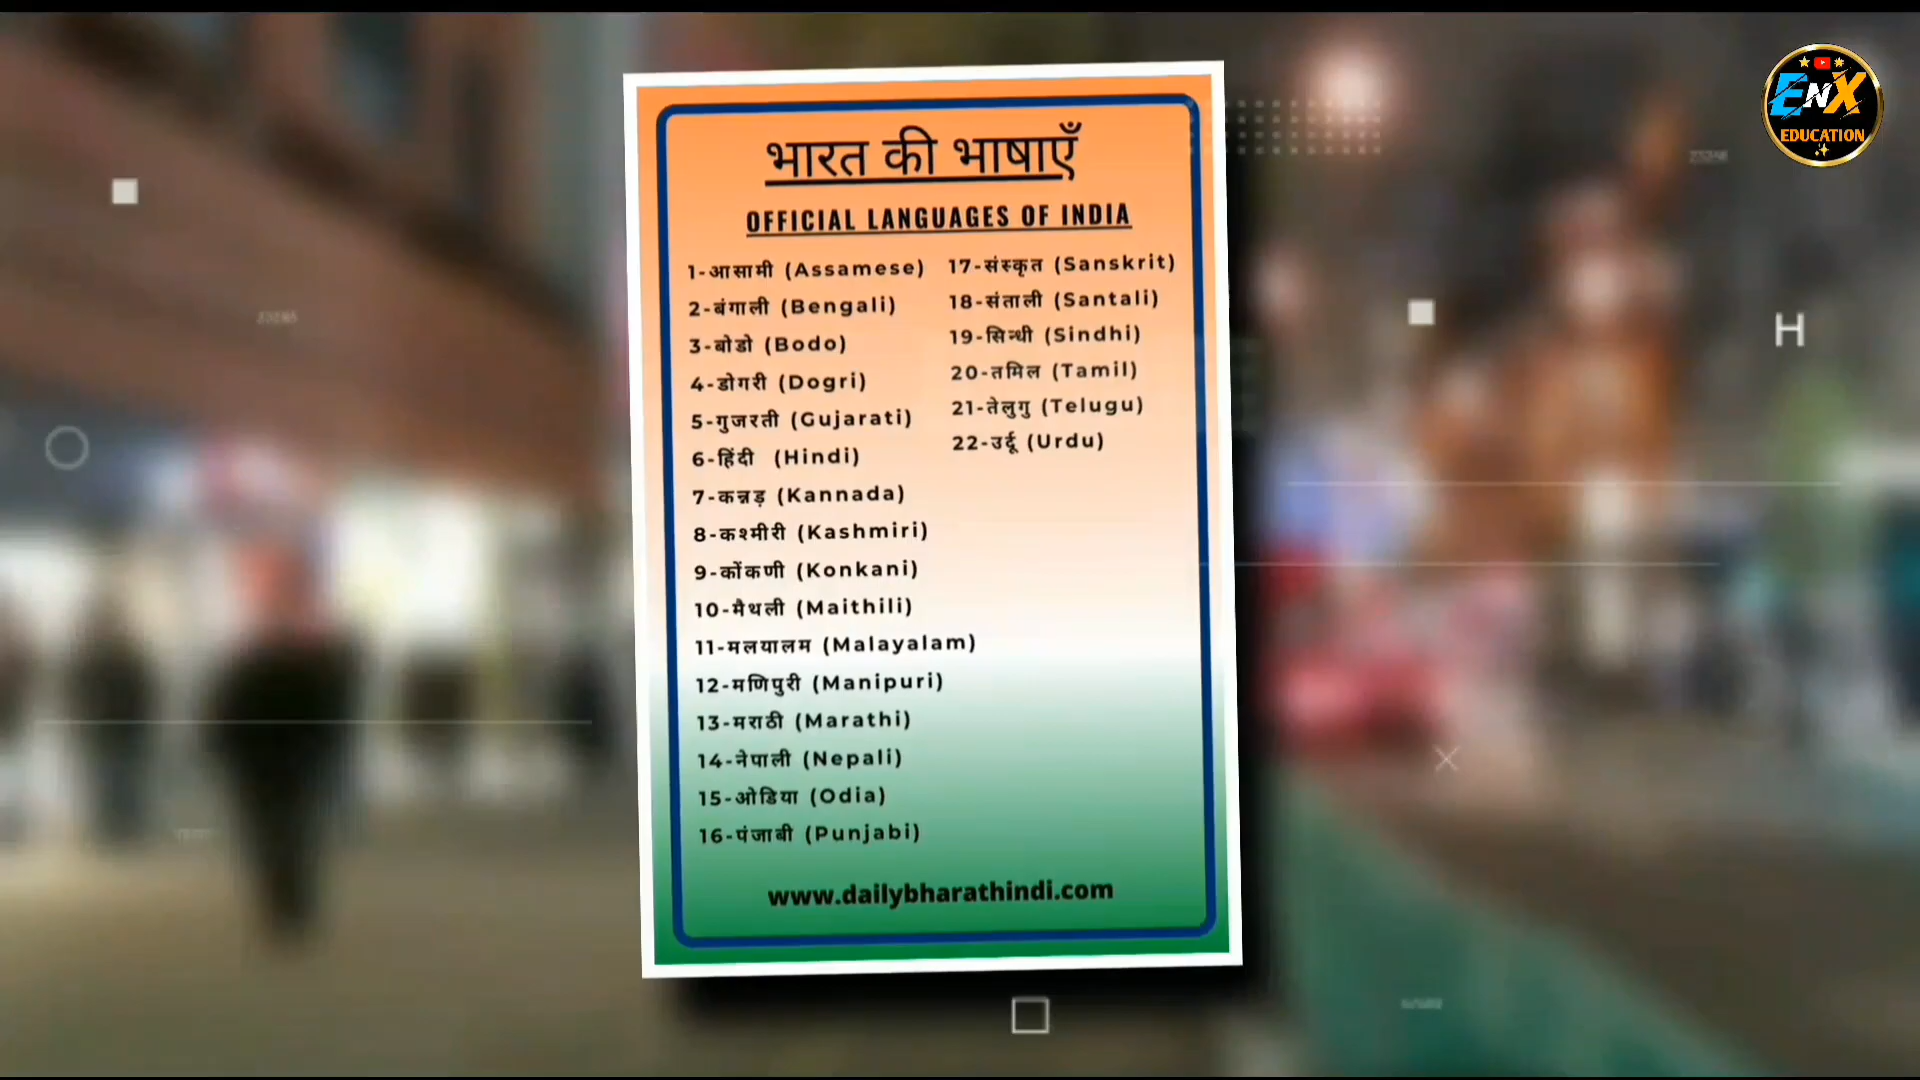 भारत की भाषाएँ
OFFICIAL LANGUAGES OF INDIA
1-आसामी (Assamese)
2-बंगाली (Bengali)
3-बोडो (Bodo)
4-डोगरी (Dogri)
5-गुजरती (Gujarati)
6-हिंदी (Hindi)
7-कन्नड़ (Kannada)
8-कश्मीरी (Kashmiri)
9-कोंकणी (Konkani)
10-मैथली (Maithili)
11-मलयालम (Malayalam)
12-मणिपुरी (Manipuri)
13-मराठी (Marathi)
14-नेपाली (Nepali)
15-ओडिया (Odia)
16-पंजाबी (Punjabi)
17-संस्कृत (Sanskrit)
18-संताली (Santali)
19-सिन्धी (Sindhi)
20-तमिल (Tamil)
21-तेलुगु (Telugu)
22-उर्दू (Urdu)
www.dailybharathindi.com
ENX
EDUCATION
H